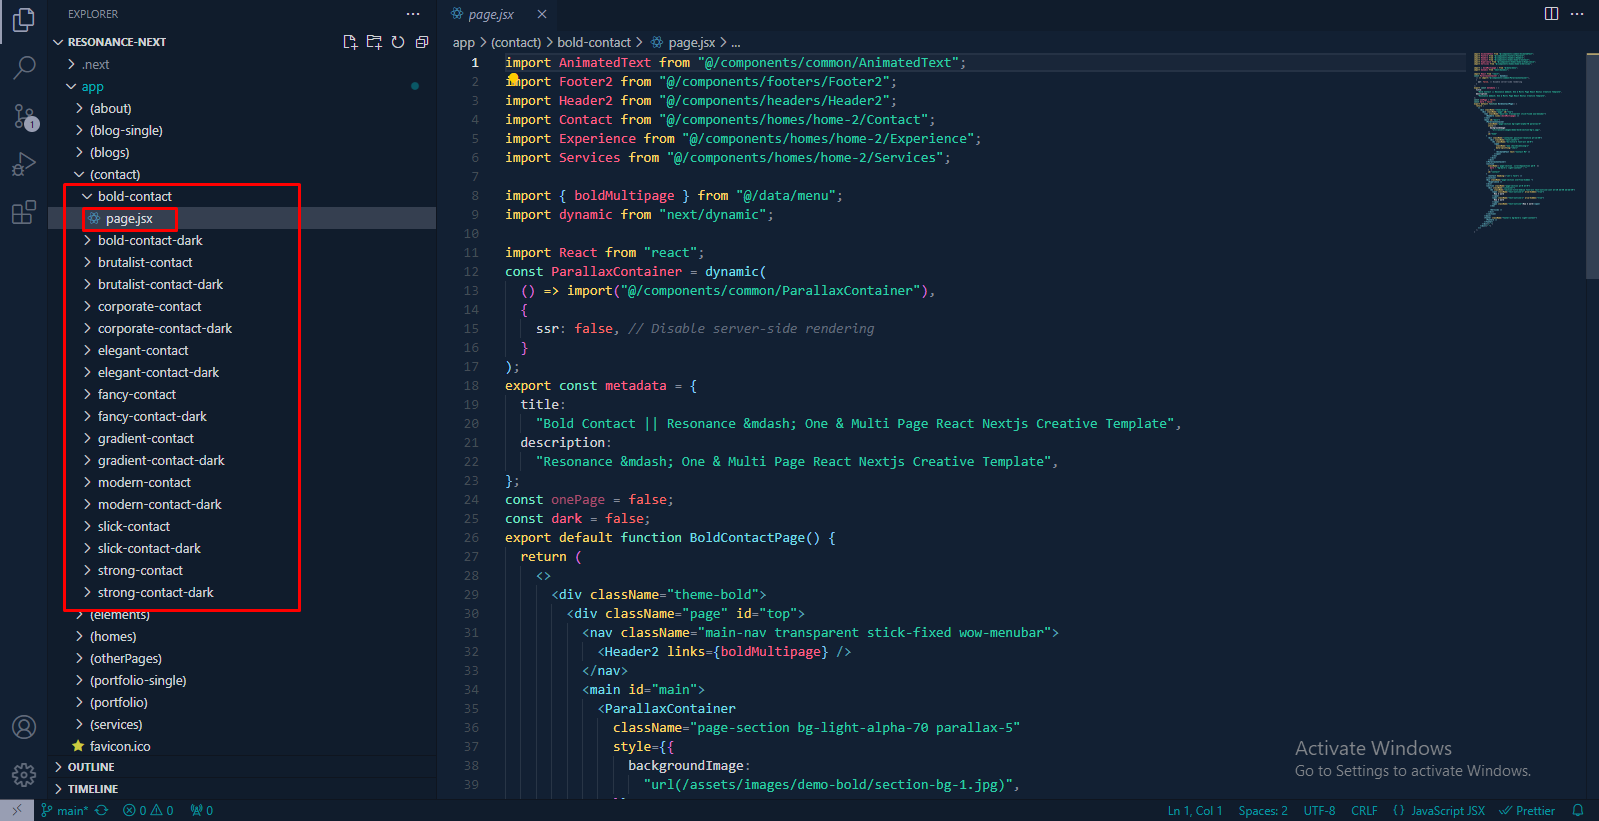 EXPLORER
RESONANCE-NEXT
.next
app
(about)
(blog-single)
(blogs)
(contact)
bold-contact
page.jsx
bold-contact-dark
brutalist-contact
brutalist-contact-dark
corporate-contact
corporate-contact-dark
elegant-contact
elegant-contact-dark
fancy-contact
fancy-contact-dark
gradient-contact
gradient-contact-dark
modern-contact
modern-contact-dark
slick-contact
slick-contact-dark
strong-contact
strong-contact-dark
(elements)
(homes)
(otherPages)
(portfolio-single)
(portfolio)
(services)
favicon.ico
OUTLINE
TIMELINE
1
page.jsx
app > (contact) > bold-contact > page.jsx > ...
1 import AnimatedText from "@/components/common/AnimatedText";
2 import Footer2 from "@/components/footers/Footer2";
3 import Header2 from "@/components/headers/Header2";
4 import Contact from "@/components/homes/home-2/Contact";
5 import Experience from "@/components/homes/home-2/Experience";
6 import Services from "@/components/homes/home-2/Services";
7
8 import { boldMultipage } from "@/data/menu";
9 import dynamic from "next/dynamic";
10
11 import React from "react";
12 const ParallaxContainer = dynamic(
13 () => import("@/components/common/ParallaxContainer"),
14 {
15 ssr: false, // Disable server-side rendering
16 }
17 );
18 export const metadata = {
19 title:
20 "Bold Contact || Resonance &mdash; One & Multi Page React Nextjs Creative Template",
21 description:
22 "Resonance &mdash; One & Multi Page React Nextjs Creative Template",
23 };
24 const onePage = false;
25 const dark = false;
26 export default function BoldContactPage() {
27 return (
28 <>
29 <div className="theme-bold">
30 <div className="page" id="top">
31 <nav className="main-nav transparent stick-fixed wow-menubar">
32 <Header2 links={boldMultipage} />
33 </nav>
34 <main id="main">
35 <ParallaxContainer
36 className="page-section bg-light-alpha-70 parallax-5"
37 style={{
38 backgroundImage:
39 "url(/assets/images/demo-bold/section-bg-1.jpg)",
Activate Windows
Go to Settings to activate Windows.
main* 0 0 0 Ln 1, Col 1 Spaces: 2 UTF-8 CRLF {} JavaScript JSX Prettier